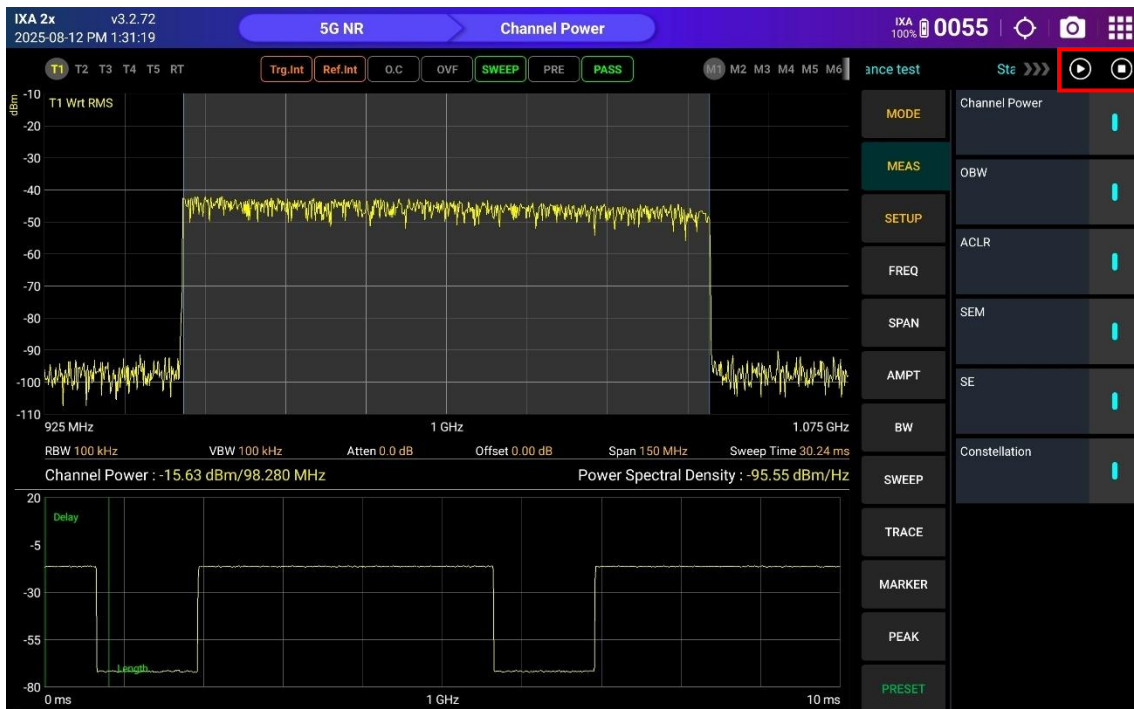 IXA 2x v3.2.72
2025-08-12 PM 1:31:19
5G NR Channel Power
IXA 100% 0055
T1 T2 T3 T4 T5 RT Trg.Int Ref.Int O.C OVF SWEEP PRE PASS M1 M2 M3 M4 M5 M6 ance test Sta
dBm
T1 Wrt RMS
-10
-20
-30
-40
-50
-60
-70
-80
-90
-100
-110
925 MHz 1 GHz 1.075 GHz
RBW 100 kHz VBW 100 kHz Atten 0.0 dB Offset 0.00 dB Span 150 MHz Sweep Time 30.24 ms
Channel Power : -15.63 dBm/98.280 MHz Power Spectral Density : -95.55 dBm/Hz
20
Delay
-5
-30
-55
Length
-80
0 ms 1 GHz 10 ms
MODE
MEAS
SETUP
FREQ
SPAN
AMPT
BW
SWEEP
TRACE
MARKER
PEAK
PRESET
Channel Power
OBW
ACLR
SEM
SE
Constellation